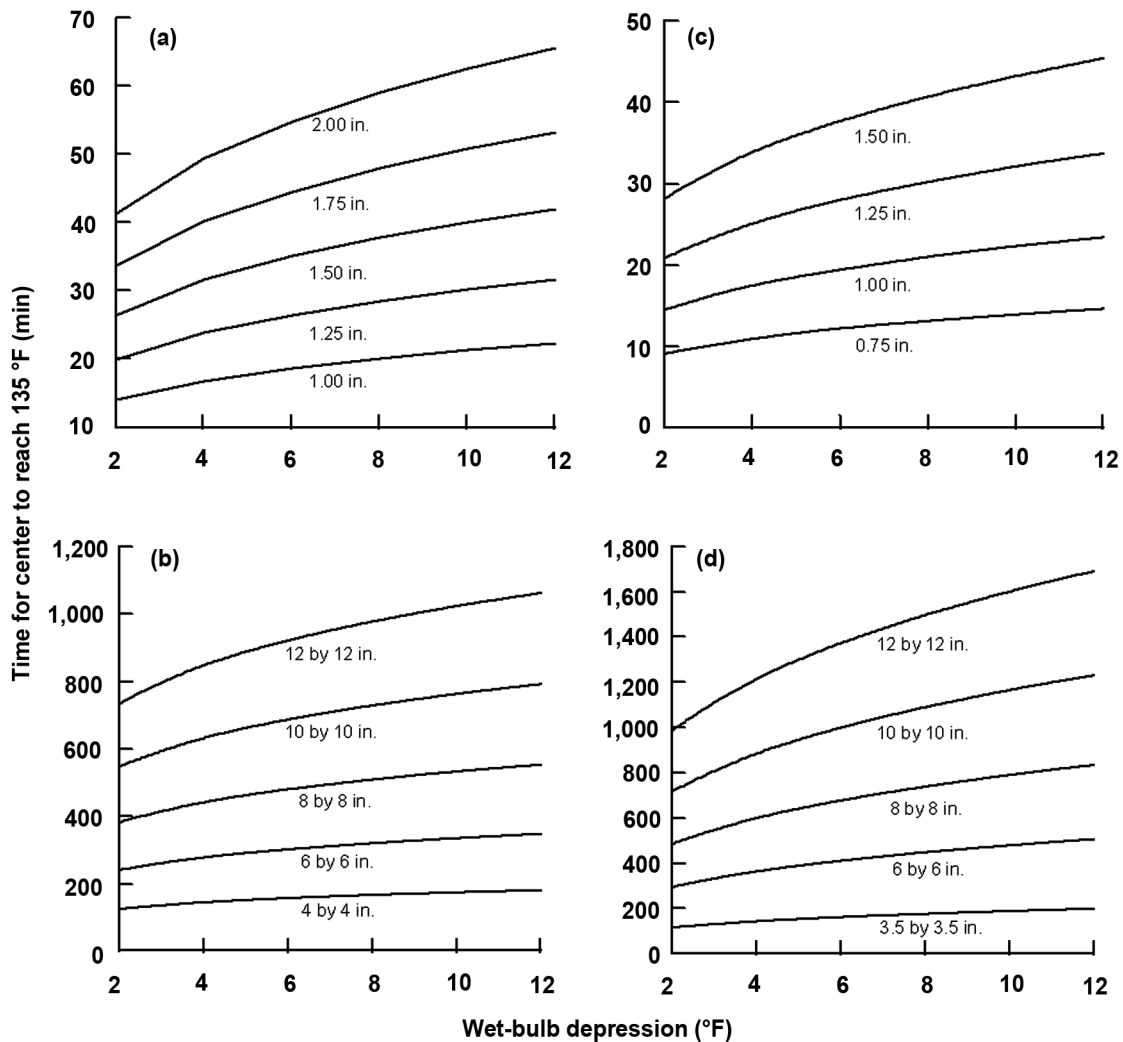 Time for center to reach 135 °F (min)
(a)
70
60
50
40
30
20
10
2.00 in.
1.75 in.
1.50 in.
1.25 in.
1.00 in.
2 4 6 8 10 12
(c)
50
40
30
20
10
0
1.50 in.
1.25 in.
1.00 in.
0.75 in.
2 4 6 8 10 12
(b)
1,200
1,000
800
600
400
200
0
12 by 12 in.
10 by 10 in.
8 by 8 in.
6 by 6 in.
4 by 4 in.
2 4 6 8 10 12
(d)
1,800
1,600
1,400
1,200
1,000
800
600
400
200
0
12 by 12 in.
10 by 10 in.
8 by 8 in.
6 by 6 in.
3.5 by 3.5 in.
2 4 6 8 10 12
Wet-bulb depression (°F)